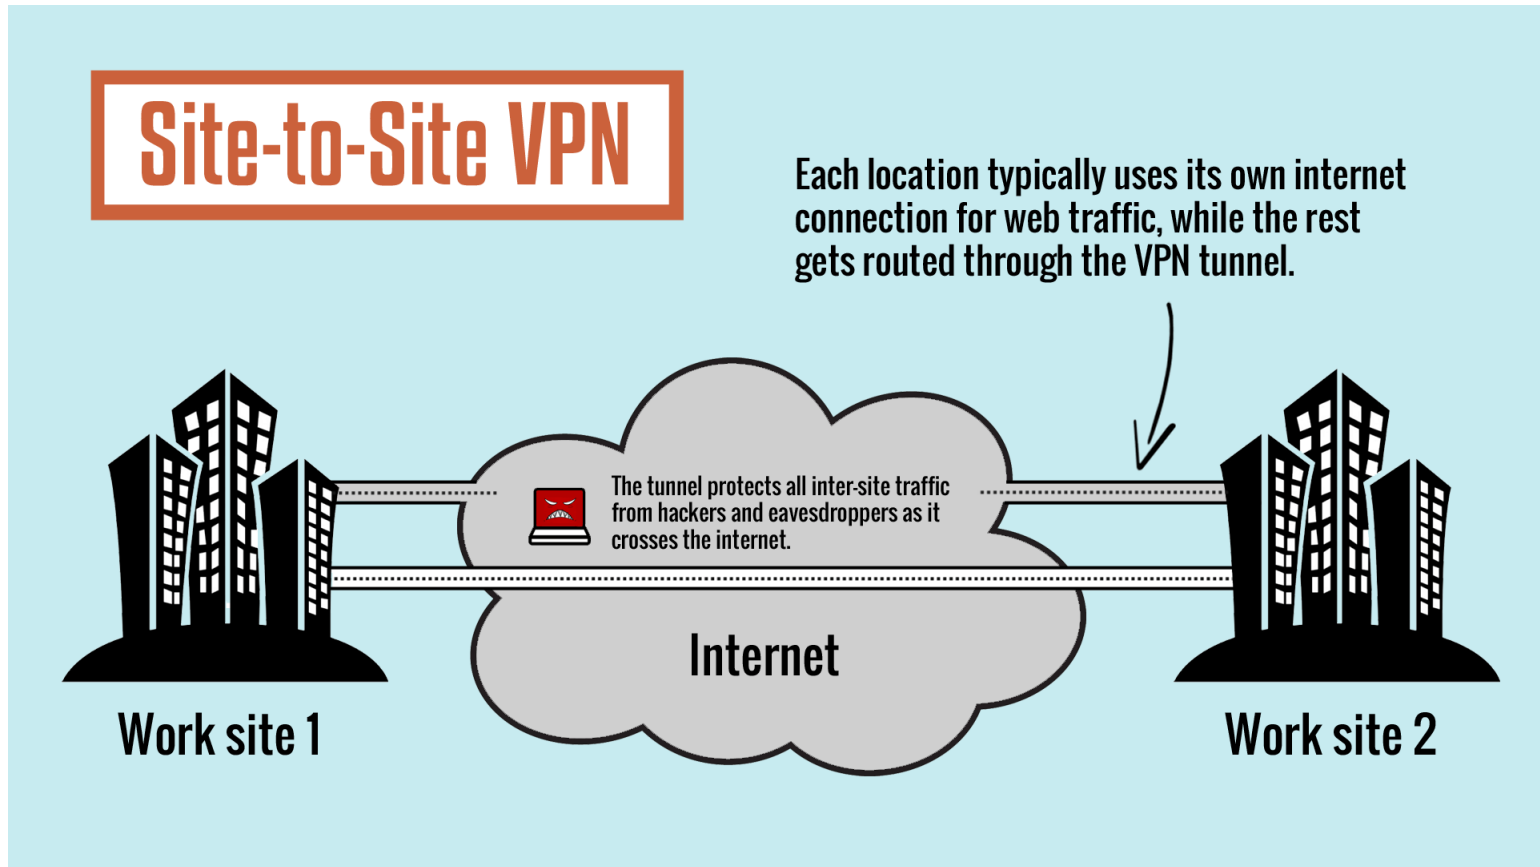 Site-to-Site VPN
Each location typically uses its own internet
connection for web traffic, while the rest
gets routed through the VPN tunnel.
The tunnel protects all inter-site traffic
from hackers and eavesdroppers as it
crosses the internet.
Internet
Work site 1
Work site 2